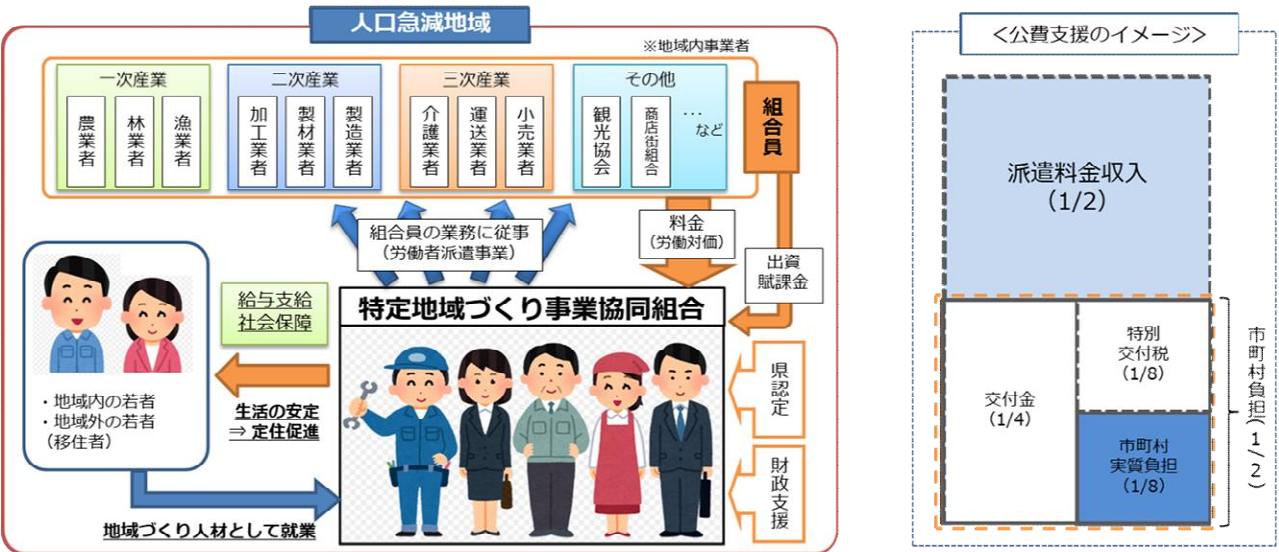 人口急減地域
※地域内事業者
一次産業
農業者
林業者
漁業者
二次産業
加工業者
製材業者
製造業者
三次産業
介護業者
運送業者
小売業者
その他
観光協会
商店街組合
…
など
組合員
組合員の業務に従事
（労働者派遣事業）
料金
（労働対価）
出資
賦課金
特定地域づくり事業協同組合
給与支給
社会保障
生活の安定
⇒ 定住促進
・地域内の若者
・地域外の若者
（移住者）
地域づくり人材として就業
県認定
財政支援
＜公費支援のイメージ＞
派遣料金収入
（1/2）
交付金
（1/4）
特別
交付税
（1/8）
市町村
実質負担
（1/8）
市町村負担(1/2)